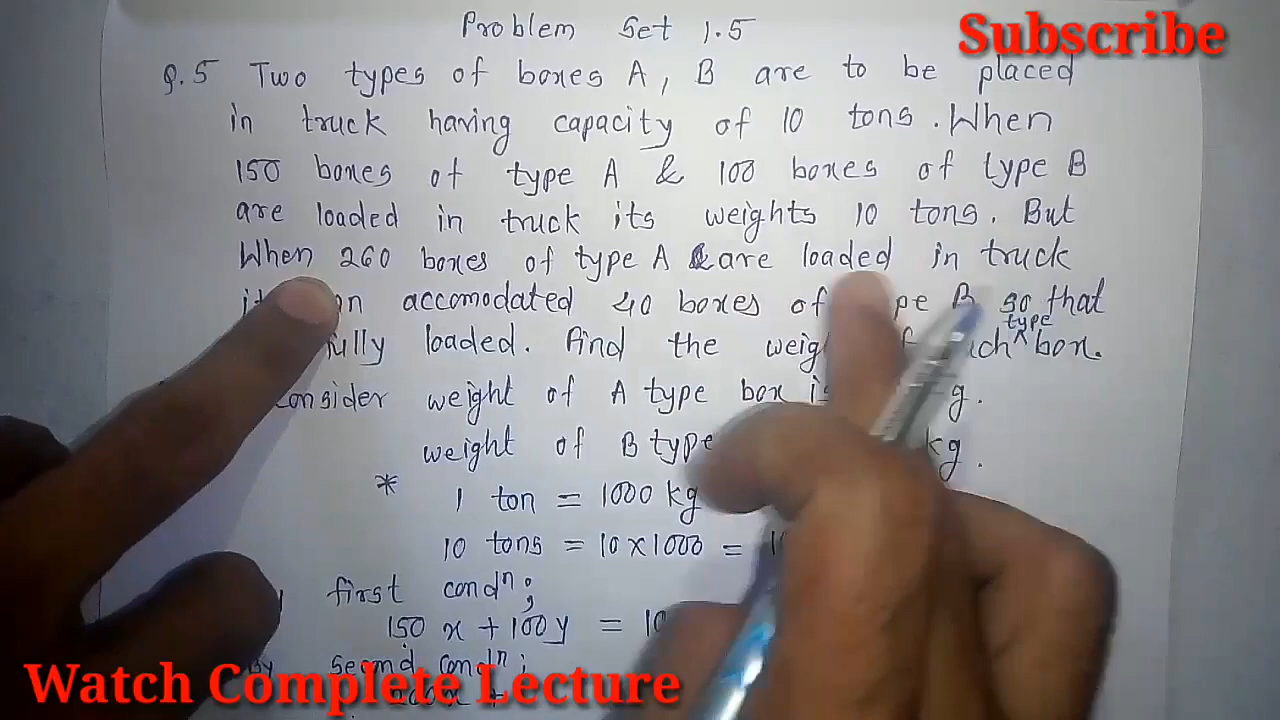 Problem Set 1.5
Subscribe
Q.5 Two types of boxes A, B are to be placed
in truck having capacity of 10 tons. When
150 boxes of type A & 100 boxes of type B
are loaded in truck its weights 10 tons. But
When 260 boxes of type A are loaded in truck
accomodated 40 boxes of B so that
fully loaded. Find the type box.
weight of A type box
weight of B type kg.
* 1 ton = 1000 kg
10 tons = 10 x 1000 =
first condn;
150 x + 100y =
By second condn;
Watch Complete Lecture